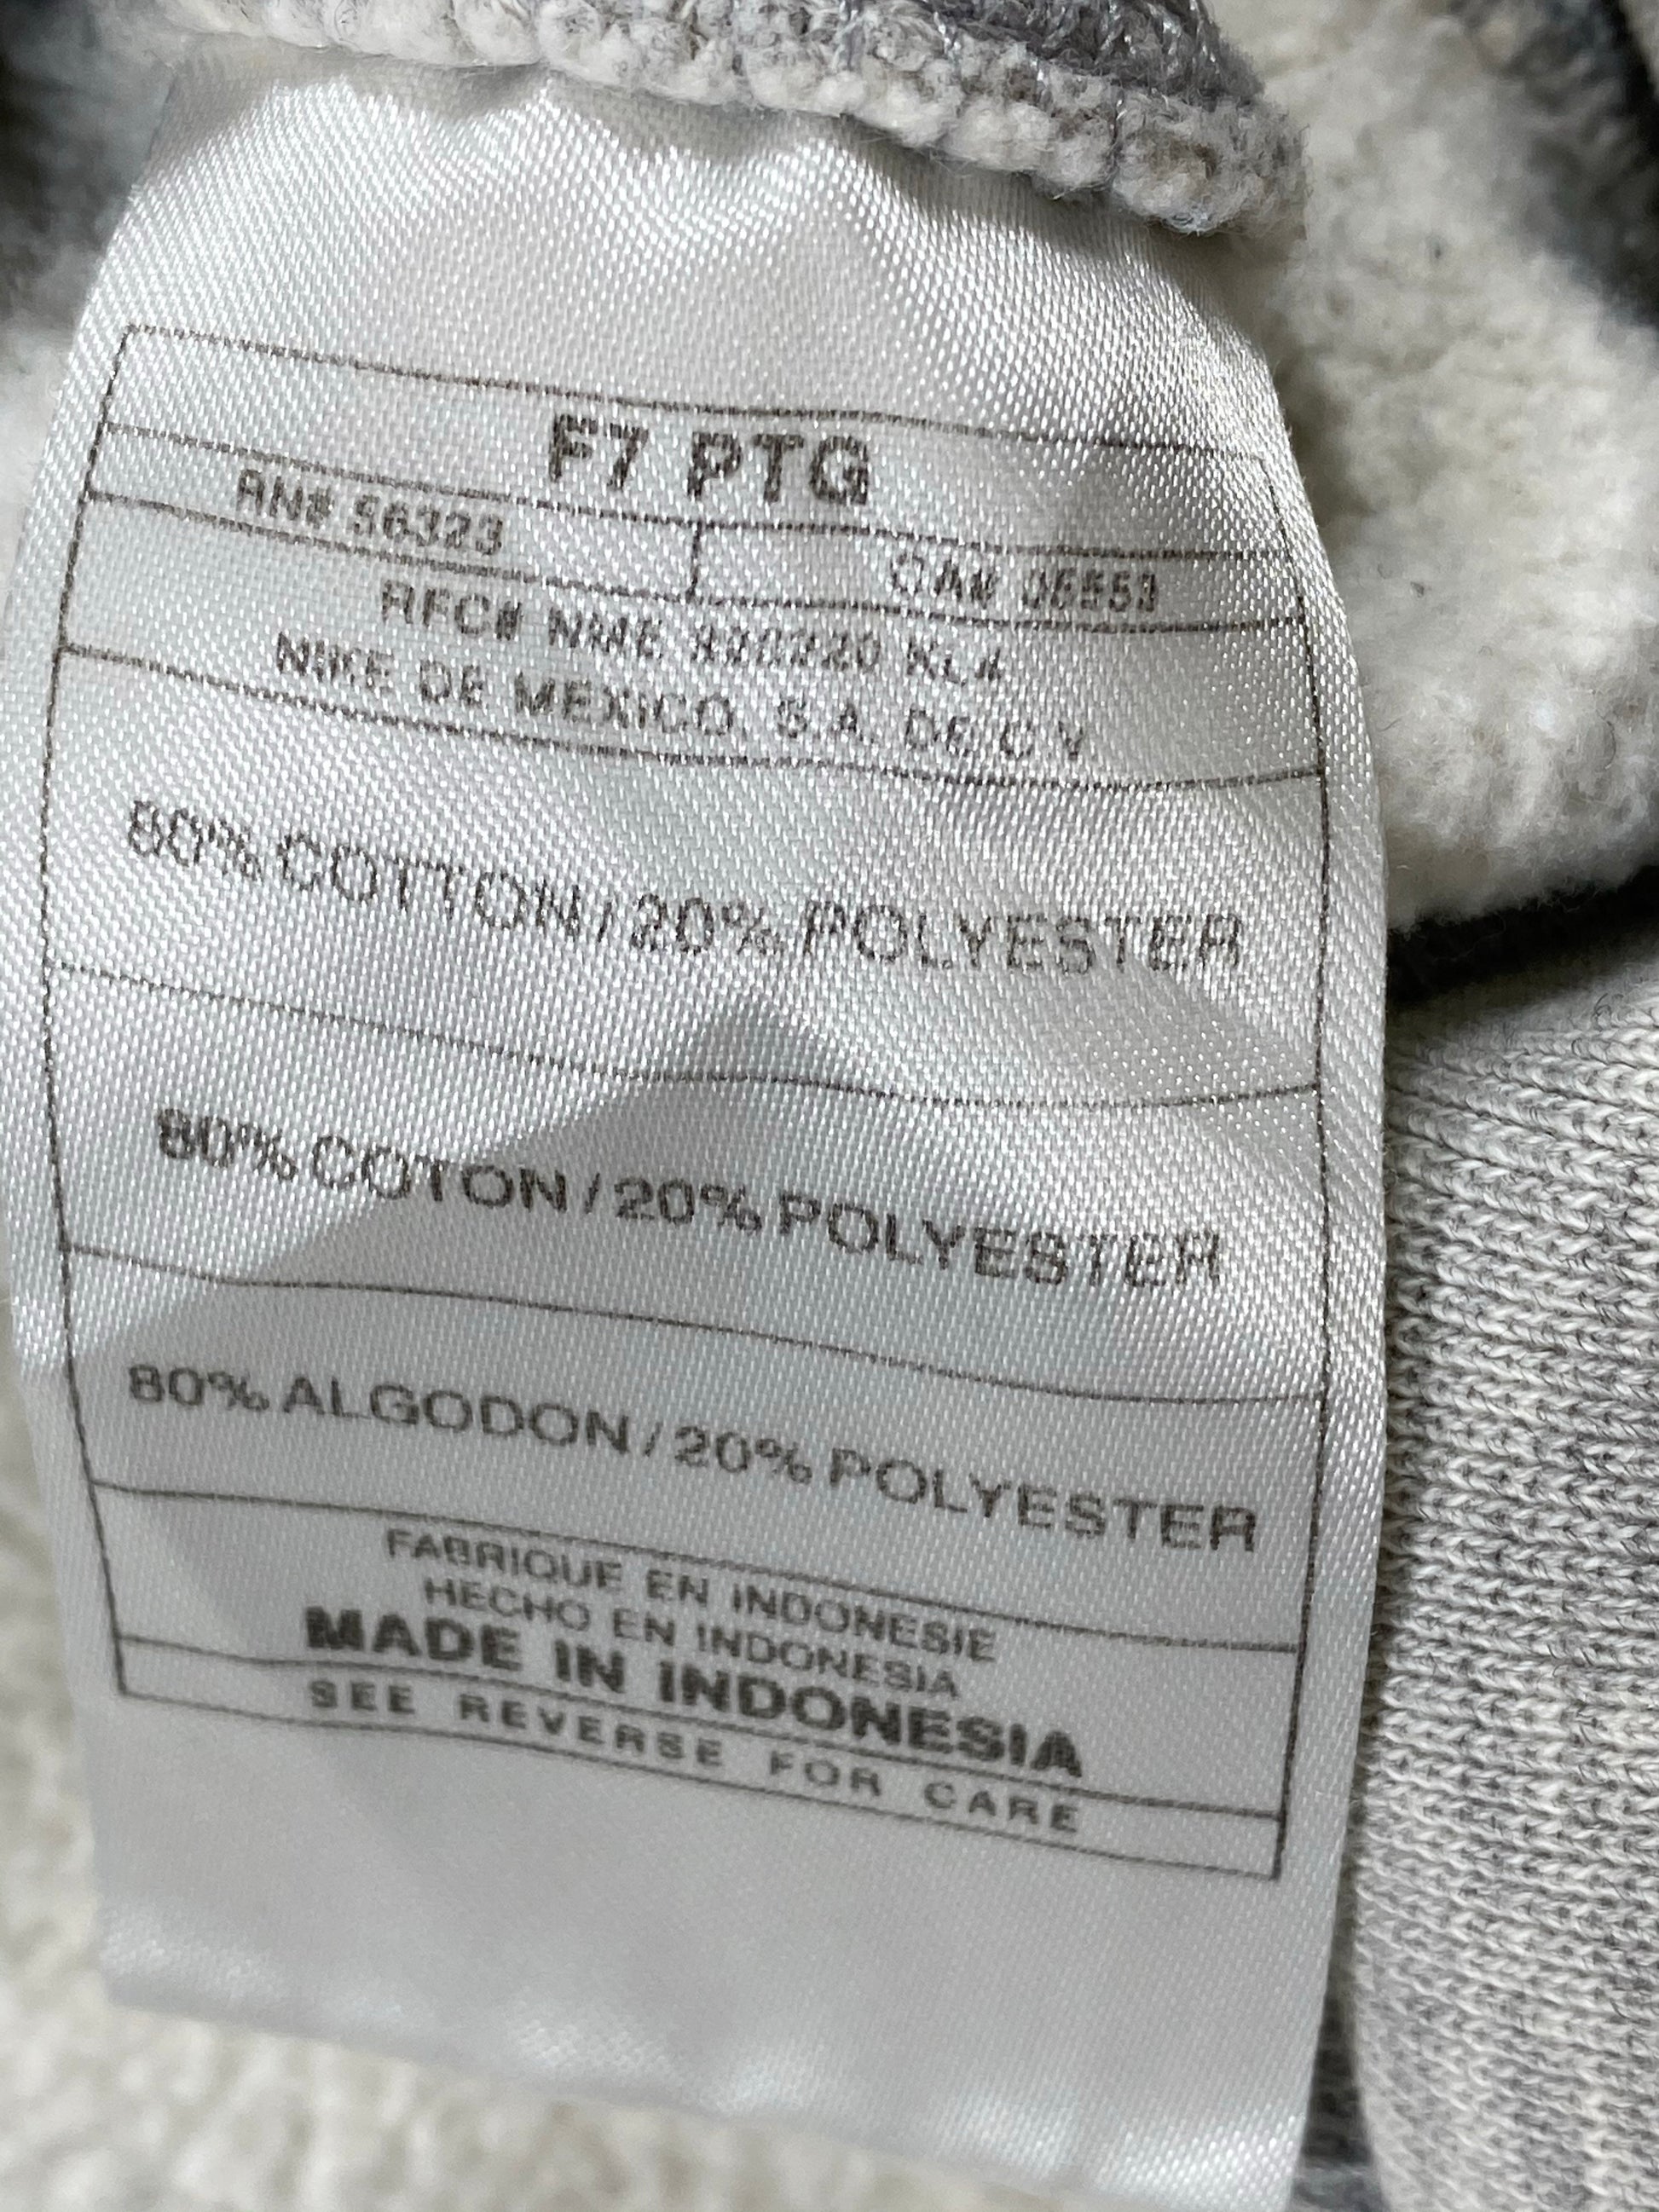 F7 PTG
RN# 56323
CA# 05553
RFC# NME 920220 KL4
NIKE DE MEXICO, S.A. DE C.V
80% COTTON / 20% POLYESTER
80% COTON / 20% POLYESTER
80% ALGODON / 20% POLYESTER
FABRIQUE EN INDONESIE
HECHO EN INDONESIA
MADE IN INDONESIA
SEE REVERSE FOR CARE